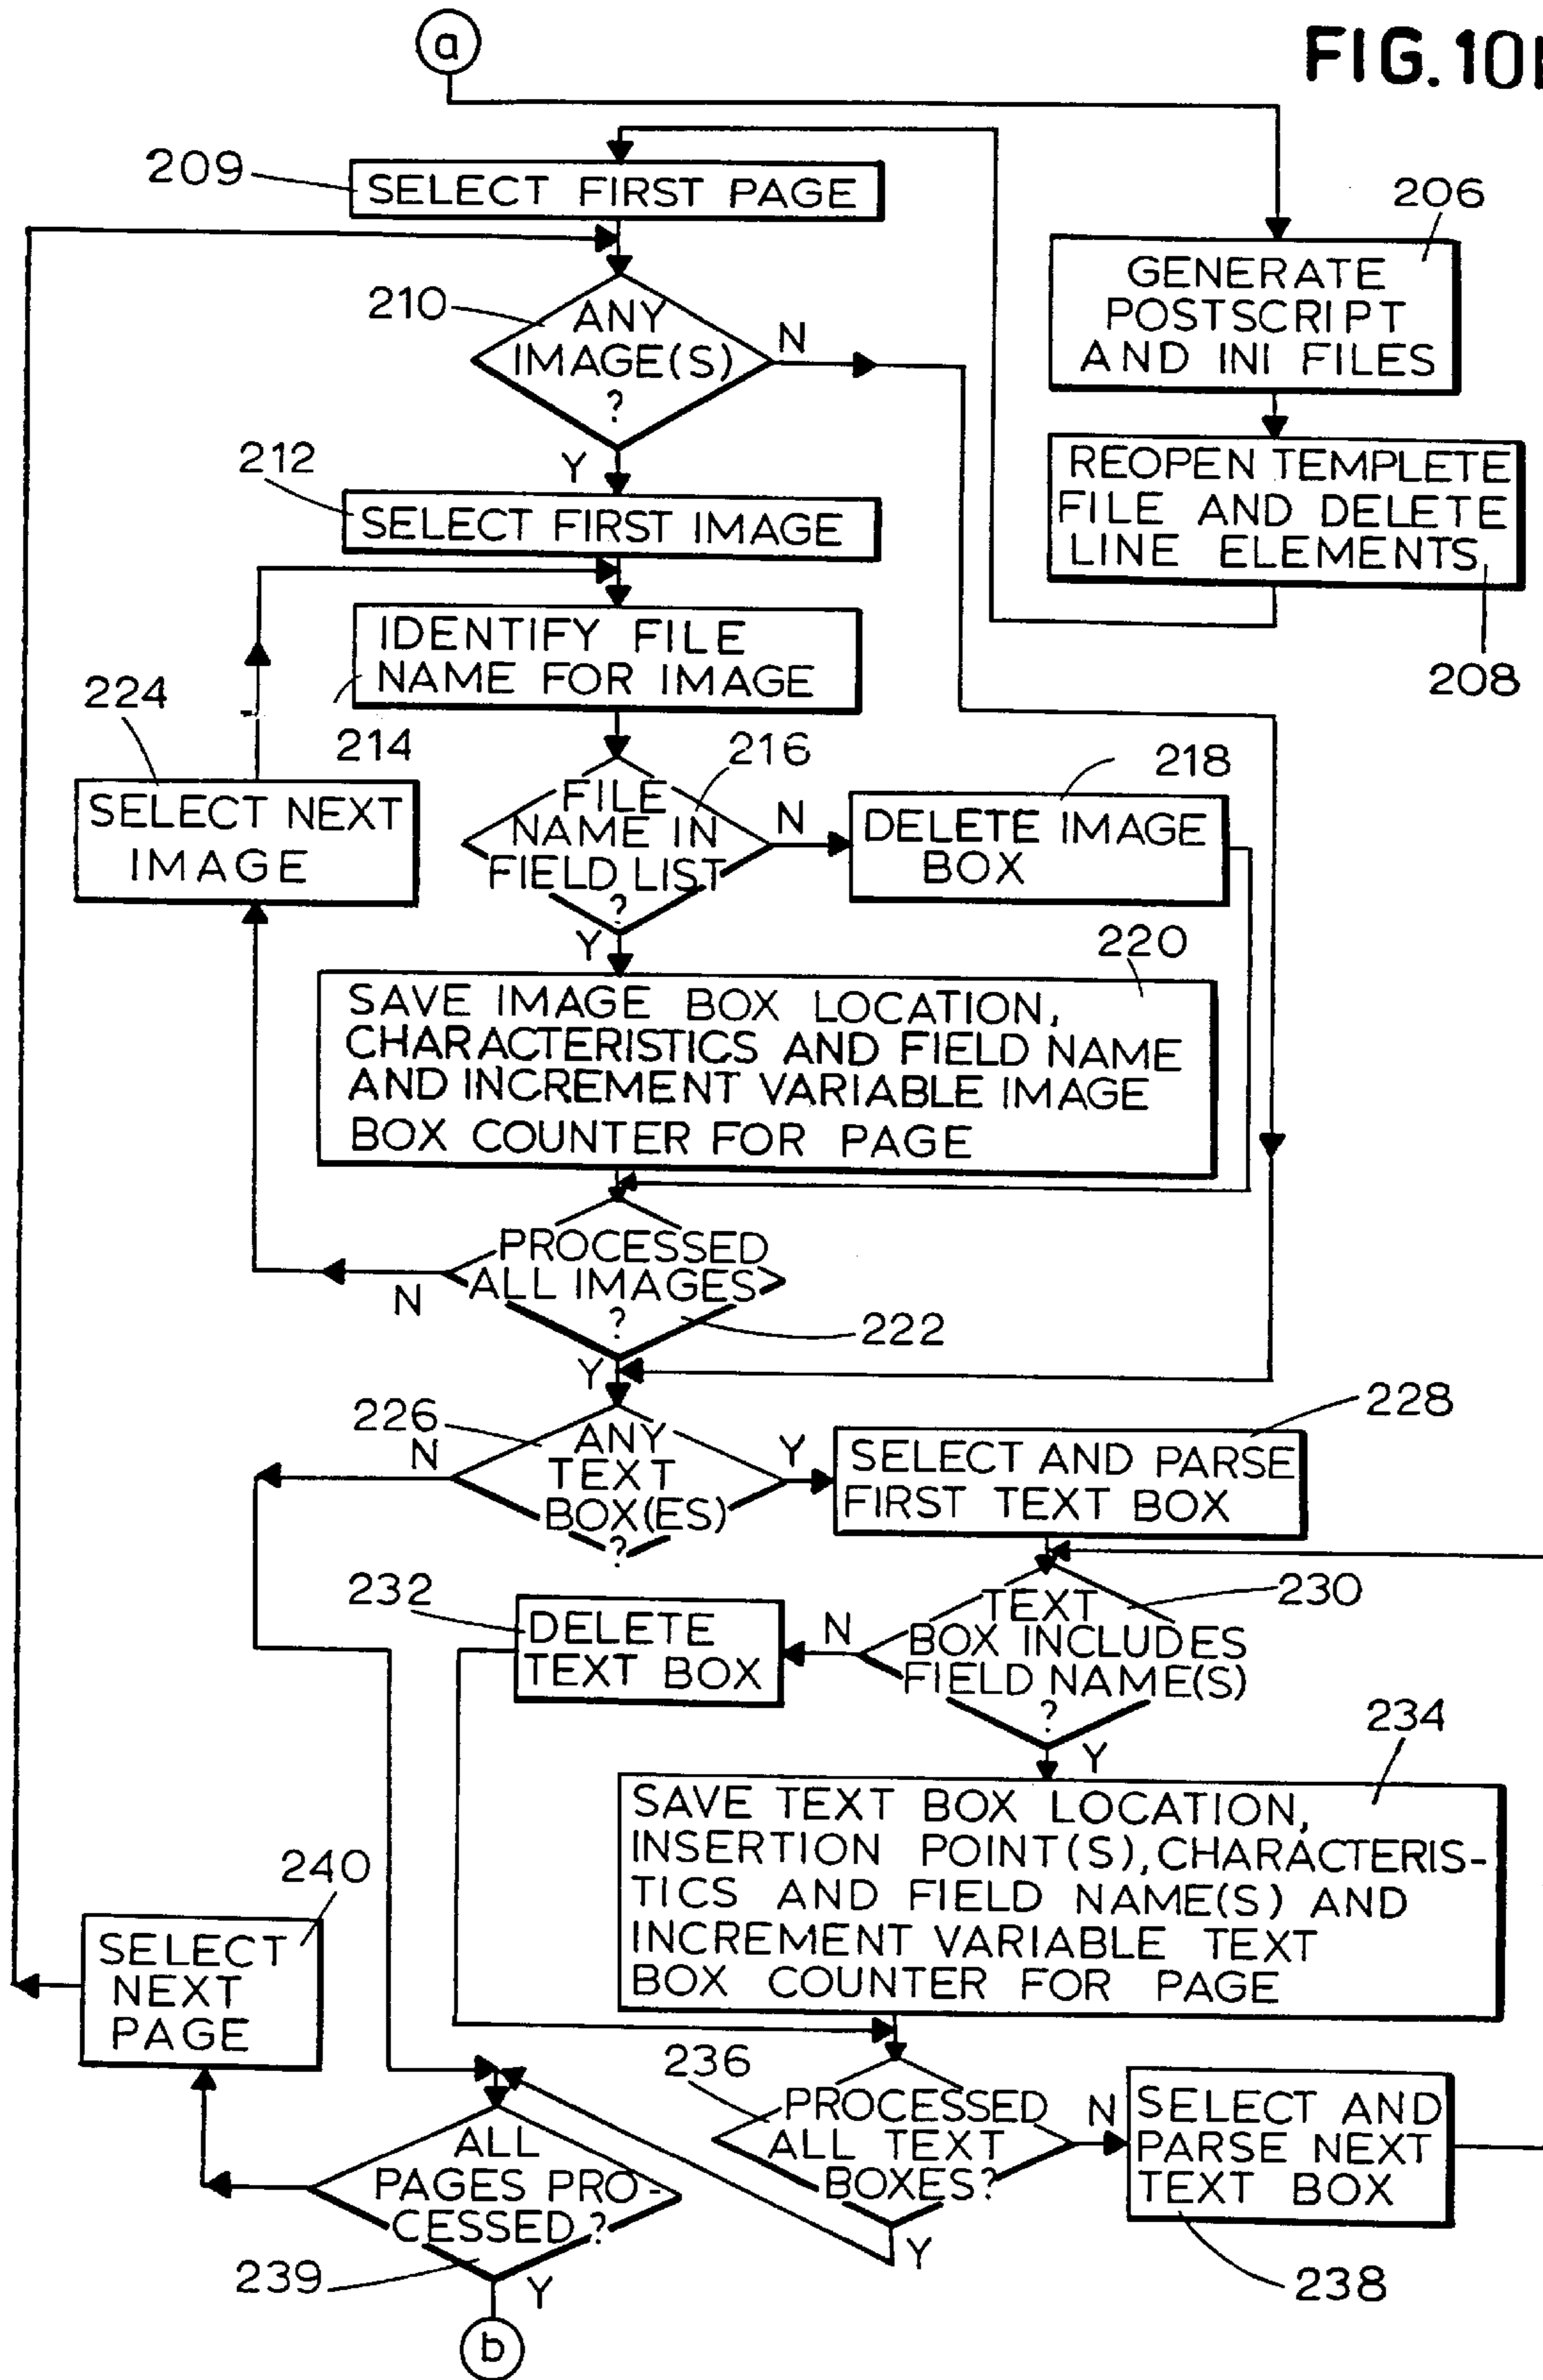 a
FIG. 10
209
SELECT FIRST PAGE
206
GENERATE
POSTSCRIPT
AND INI FILES
210
ANY
IMAGE(S)
?
N
Y
REOPEN TEMPLETE
FILE AND DELETE
LINE ELEMENTS
208
212
SELECT FIRST IMAGE
IDENTIFY FILE
NAME FOR IMAGE
214
224
SELECT NEXT
IMAGE
216
FILE
NAME IN
FIELD LIST
?
N
Y
218
DELETE IMAGE
BOX
220
SAVE IMAGE BOX LOCATION,
CHARACTERISTICS AND FIELD NAME
AND INCREMENT VARIABLE IMAGE
BOX COUNTER FOR PAGE
PROCESSED
ALL IMAGES
?
N
222
Y
226
ANY
TEXT
BOX(ES)
?
N
Y
228
SELECT AND PARSE
FIRST TEXT BOX
230
TEXT
BOX INCLUDES
FIELD NAME(S)
?
N
Y
232
DELETE
TEXT BOX
234
SAVE TEXT BOX LOCATION,
INSERTION POINT(S), CHARACTERIS-
TICS AND FIELD NAME(S) AND
INCREMENT VARIABLE TEXT
BOX COUNTER FOR PAGE
240
SELECT
NEXT
PAGE
236
PROCESSED
ALL TEXT
BOXES?
N
Y
SELECT AND
PARSE NEXT
TEXT BOX
238
ALL
PAGES PRO-
CESSED?
239
Y
b